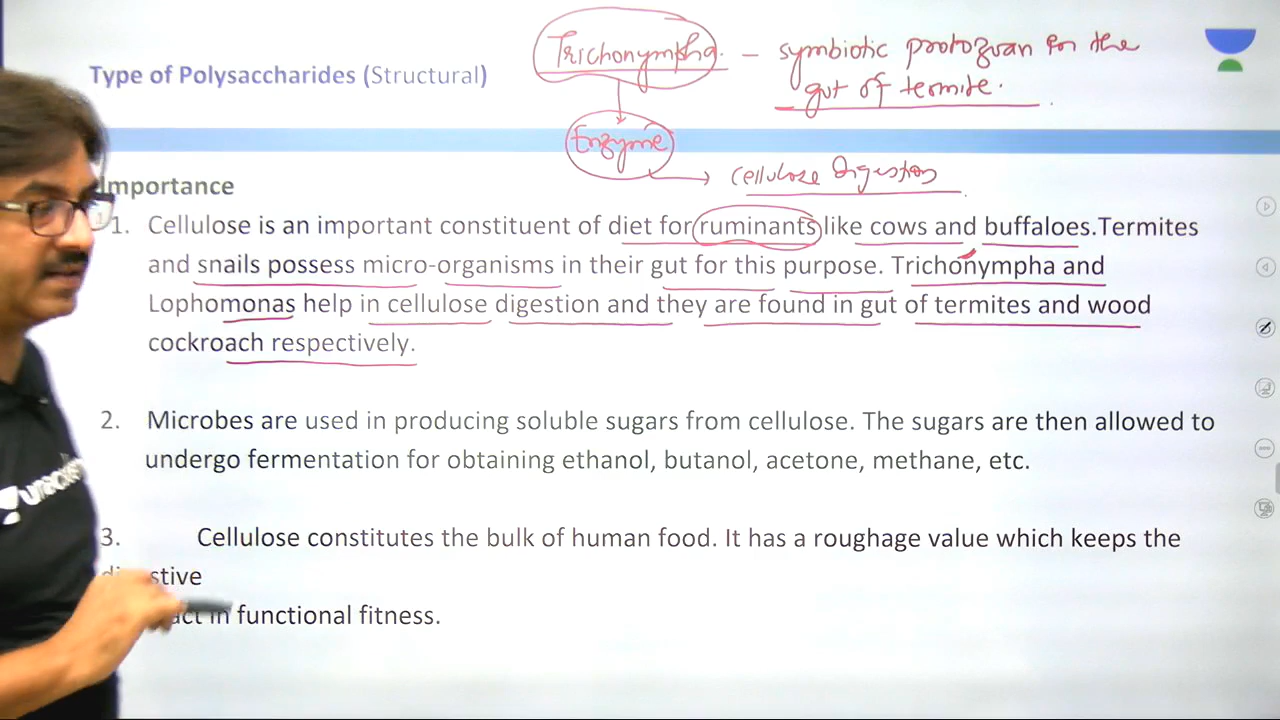 Trichonympha. – symbiotic protozoan in the
gut of termite.
Type of Polysaccharides (Structural)
Enzyme
cellulose Digestion
Importance
1. Cellulose is an important constituent of diet for ruminants like cows and buffaloes.Termites
and snails possess micro-organisms in their gut for this purpose. Trichonympha and
Lophomonas help in cellulose digestion and they are found in gut of termites and wood
cockroach respectively.
2. Microbes are used in producing soluble sugars from cellulose. The sugars are then allowed to
undergo fermentation for obtaining ethanol, butanol, acetone, methane, etc.
3. Cellulose constitutes the bulk of human food. It has a roughage value which keeps the
stive
act in functional fitness.